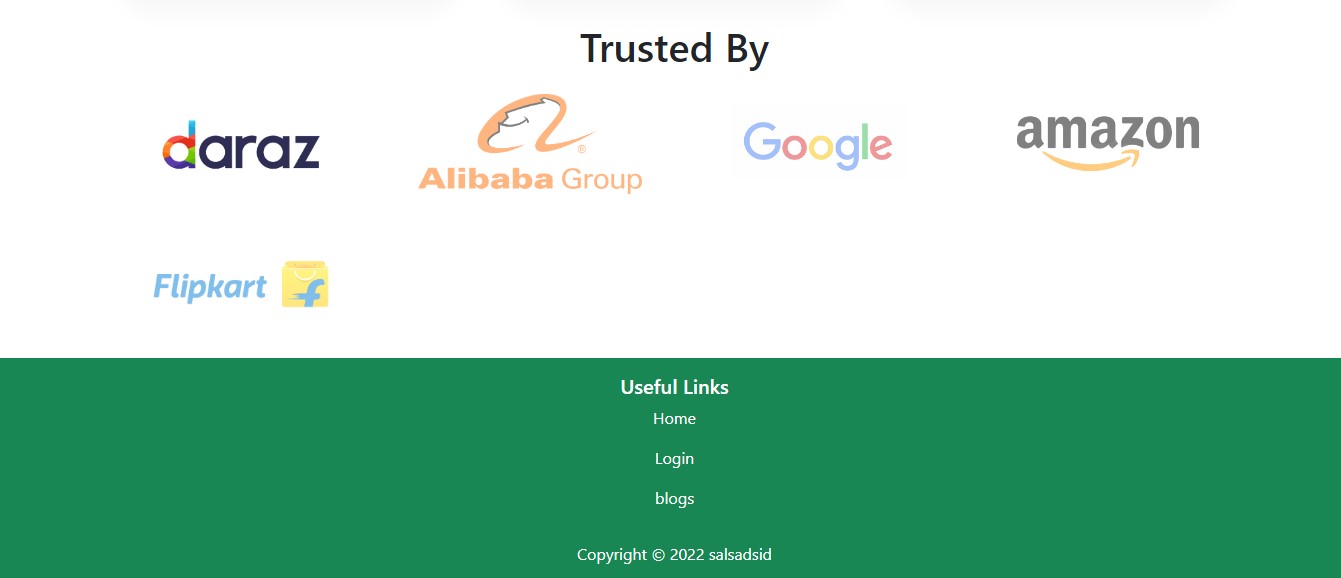 Trusted By
daraz
Alibaba Group
Google
amazon
Flipkart
Useful Links
Home
Login
blogs
Copyright © 2022 salsadsid